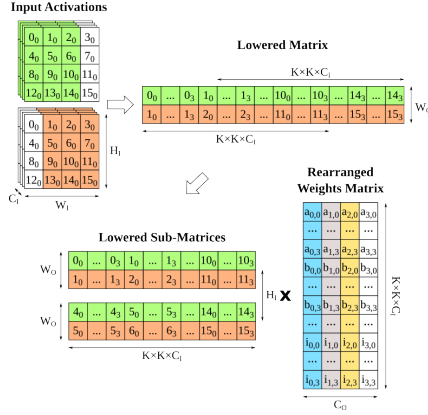 Input Activations
0₀ 1₀ 2₀ 3₀
4₀ 5₀ 6₀ 7₀
8₀ 9₀ 10₀ 11₀
12₀ 13₀ 14₀ 15₀
0₀ 1₀ 2₀ 3₀
4₀ 5₀ 6₀ 7₀
8₀ 9₀ 10₀ 11₀
12₀ 13₀ 14₀ 15₀
H_I
C_I
W_I
Lowered Matrix
K×K×C_I
0₀ ... 0₃ 1₀ ... 1₃ ... 10₀ ... 10₃ ... 14₃ ... 14₃
1₀ ... 1₃ 2₀ ... 2₃ ... 11₀ ... 11₃ ... 15₃ ... 15₃
W_O
K×K×C_I
Lowered Sub-Matrices
W_O
0₀ ... 0₃ 1₀ ... 1₃ ... 10₀ ... 10₃
1₀ ... 1₃ 2₀ ... 2₃ ... 11₀ ... 11₃
H_I
W_O
4₀ ... 4₃ 5₀ ... 5₃ ... 14₀ ... 14₃
5₀ ... 5₃ 6₀ ... 6₃ ... 15₀ ... 15₃
K×K×C_I
x
Rearranged
Weights Matrix
a₀,₀ a₁,₀ a₂,₀ a₃,₀
... ... ... ...
a₀,₃ a₁,₃ a₂,₃ a₃,₃
b₀,₀ b₁,₀ b₂,₀ b₃,₀
... ... ... ...
b₀,₃ b₁,₃ b₂,₃ b₃,₃
... ... ... ...
i₀,₀ i₁,₀ i₂,₀ i₃,₀
... ... ... ...
i₀,₃ i₁,₃ i₂,₃ i₃,₃
K×K×C_I
C_O